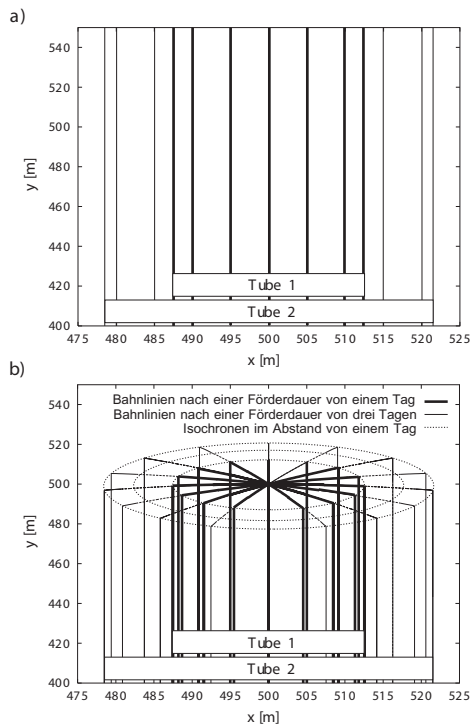 a)
550
500
480
460
440
420
400
y [m]
Tube 1
Tube 2
475 480 485 490 495 500 505 510 515 520 525
x [m]
b)
Bahnlinien nach einer Förderdauer von einem Tag
Bahnlinien nach einer Förderdauer von drei Tagen
Isochronen im Abstand von einem Tag
540
520
500
480
460
440
420
400
y [m]
Tube 1
Tube 2
475 480 485 490 495 500 505 510 515 520 525
x [m]